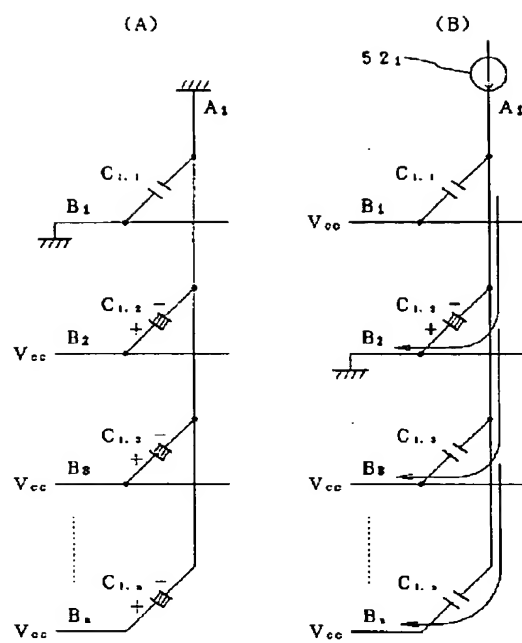 (A)
A₁
C₁,₁
B₁
C₁,₂
− +
B₂
Vcc
C₁,₃
− +
B₃
Vcc
C₁,ₙ
− +
Bₙ
Vcc
(B)
52₁
A₁
C₁,₁
B₁
Vcc
C₁,₂
− +
B₂
C₁,₃
B₃
Vcc
C₁,ₙ
Bₙ
Vcc